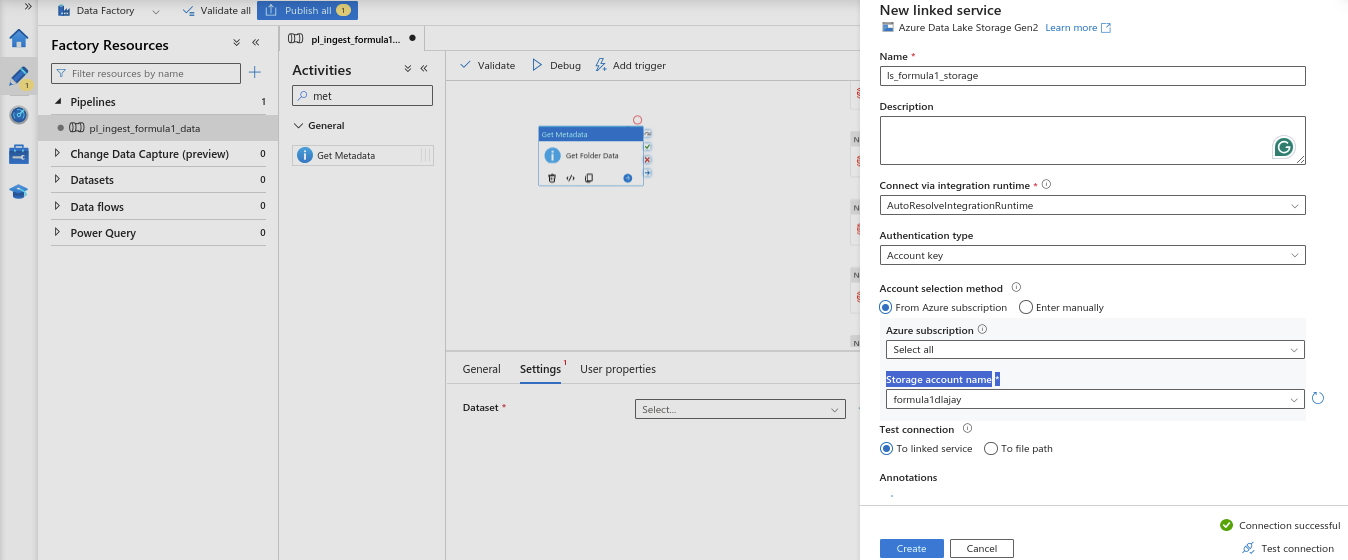 Data Factory
Validate all
Publish all 1
Factory Resources
Filter resources by name
Pipelines 1
pl_ingest_formula1_data
Change Data Capture (preview) 0
Datasets 0
Data flows 0
Power Query 0
1
pl_ingest_formula1...
Activities
met
General
Get Metadata
Validate
Debug
Add trigger
Get Metadata
Get Folder Data
N
N
N
N
General
Settings 1
User properties
Dataset *
Select...
New linked service
Azure Data Lake Storage Gen2 Learn more
Name *
ls_formula1_storage
Description
Connect via integration runtime *
AutoResolveIntegrationRuntime
Authentication type
Account key
Account selection method
From Azure subscription Enter manually
Azure subscription
Select all
Storage account name *
formula1dlajay
Test connection
To linked service To file path
Annotations
Connection successful
Create Cancel Test connection